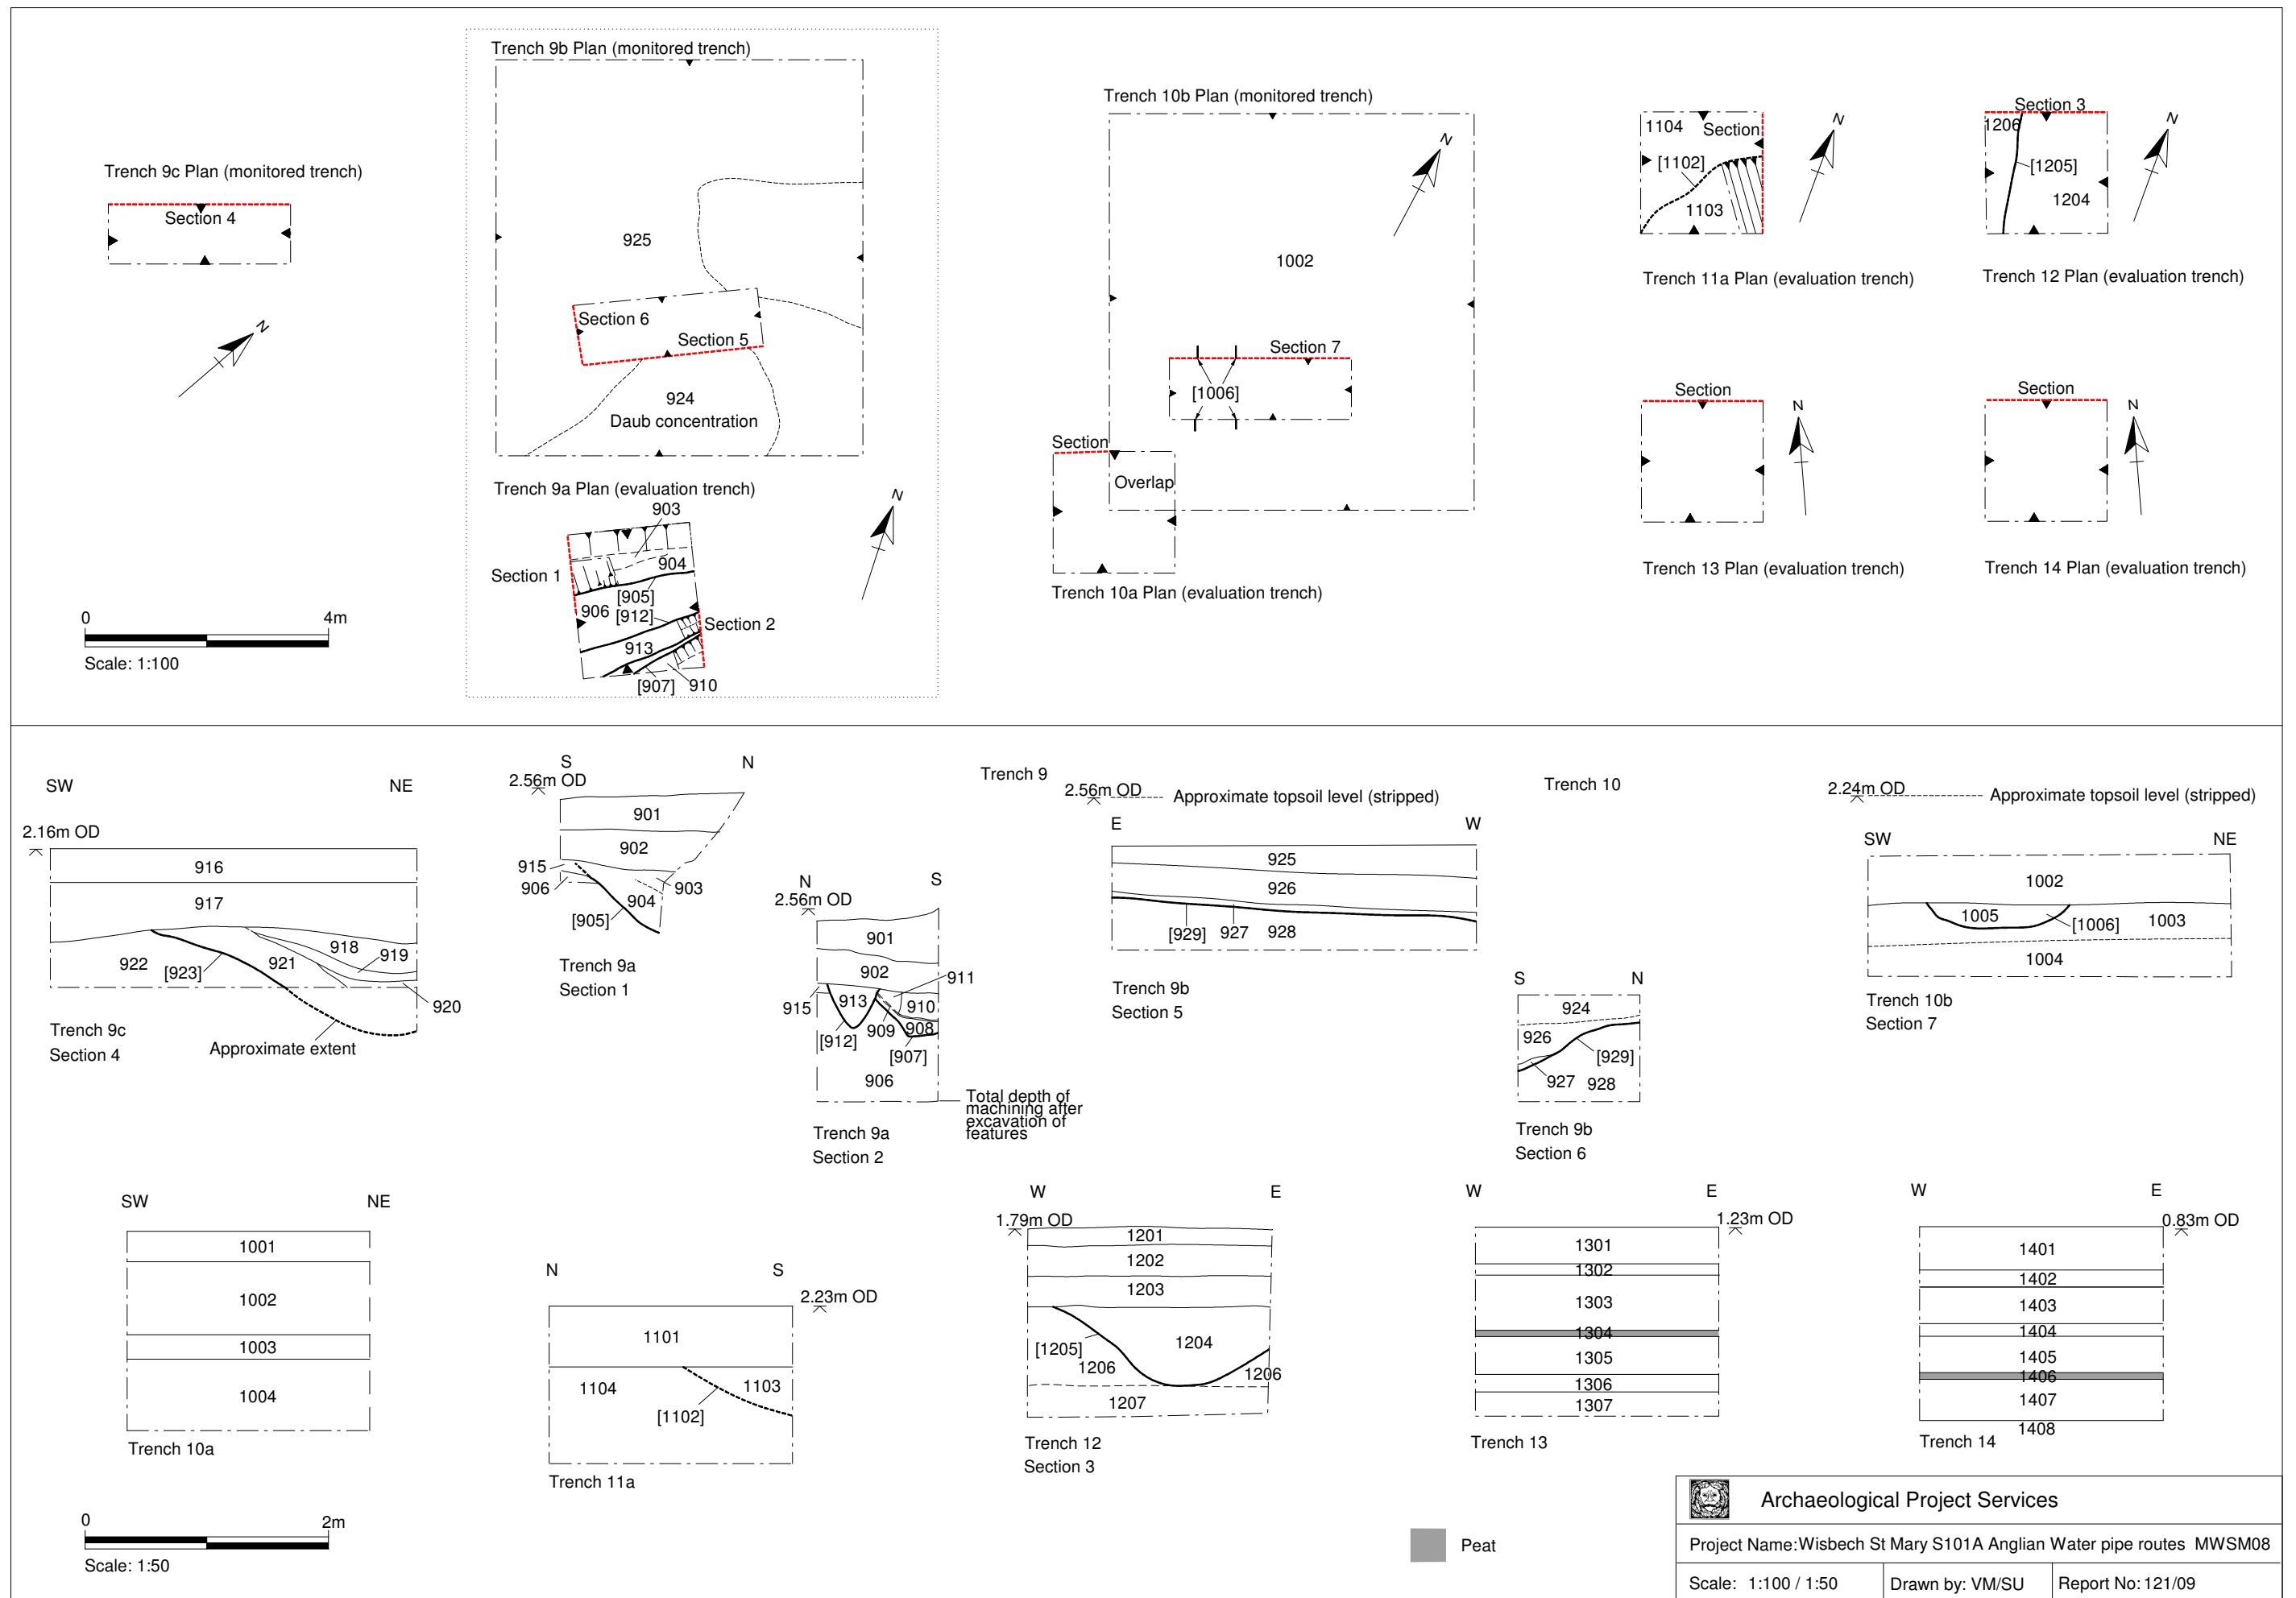 Trench 9b Plan (monitored trench)
925
Section 6
Section 5
924
Daub concentration
Trench 9c Plan (monitored trench)
Section 4
N
0 4m
Scale: 1:100
Trench 9a Plan (evaluation trench)
903
904
Section 1
[905]
906
[912]
Section 2
913
[907]
910
N
Trench 10b Plan (monitored trench)
N
1002
Section 7
[1006]
Section
Overlap
Trench 10a Plan (evaluation trench)
1104
Section
[1102]
1103
N
Trench 11a Plan (evaluation trench)
Section 3
1206
[1205]
1204
N
Trench 12 Plan (evaluation trench)
Section
N
Trench 13 Plan (evaluation trench)
Section
N
Trench 14 Plan (evaluation trench)
SW NE
2.16m OD
916
917
918
919
922
[923]
921
920
Trench 9c
Section 4
Approximate extent
S N
2.56m OD
901
902
915
906
903
904
[905]
Trench 9a
Section 1
N S
2.56m OD
901
902
911
915
913
910
909
908
[912]
[907]
906
Total depth of
machining after
excavation of
features
Trench 9a
Section 2
Trench 9
2.56m OD
Approximate topsoil level (stripped)
E W
925
926
[929]
927
928
Trench 9b
Section 5
Trench 10
S N
924
926
[929]
927
928
Trench 9b
Section 6
2.24m OD
Approximate topsoil level (stripped)
SW NE
1002
1005
[1006]
1003
1004
Trench 10b
Section 7
SW NE
1001
1002
1003
1004
Trench 10a
N S
2.23m OD
1101
1104
1103
[1102]
Trench 11a
W E
1.79m OD
1201
1202
1203
1204
[1205]
1206
1206
1207
Trench 12
Section 3
W E
1.23m OD
1301
1302
1303
1304
1305
1306
1307
Trench 13
W E
0.83m OD
1401
1402
1403
1404
1405
1406
1407
1408
Trench 14
0 2m
Scale: 1:50
Peat
Archaeological Project Services
Project Name:Wisbech St Mary S101A Anglian Water pipe routes MWSM08
Scale: 1:100 / 1:50
Drawn by: VM/SU
Report No: 121/09